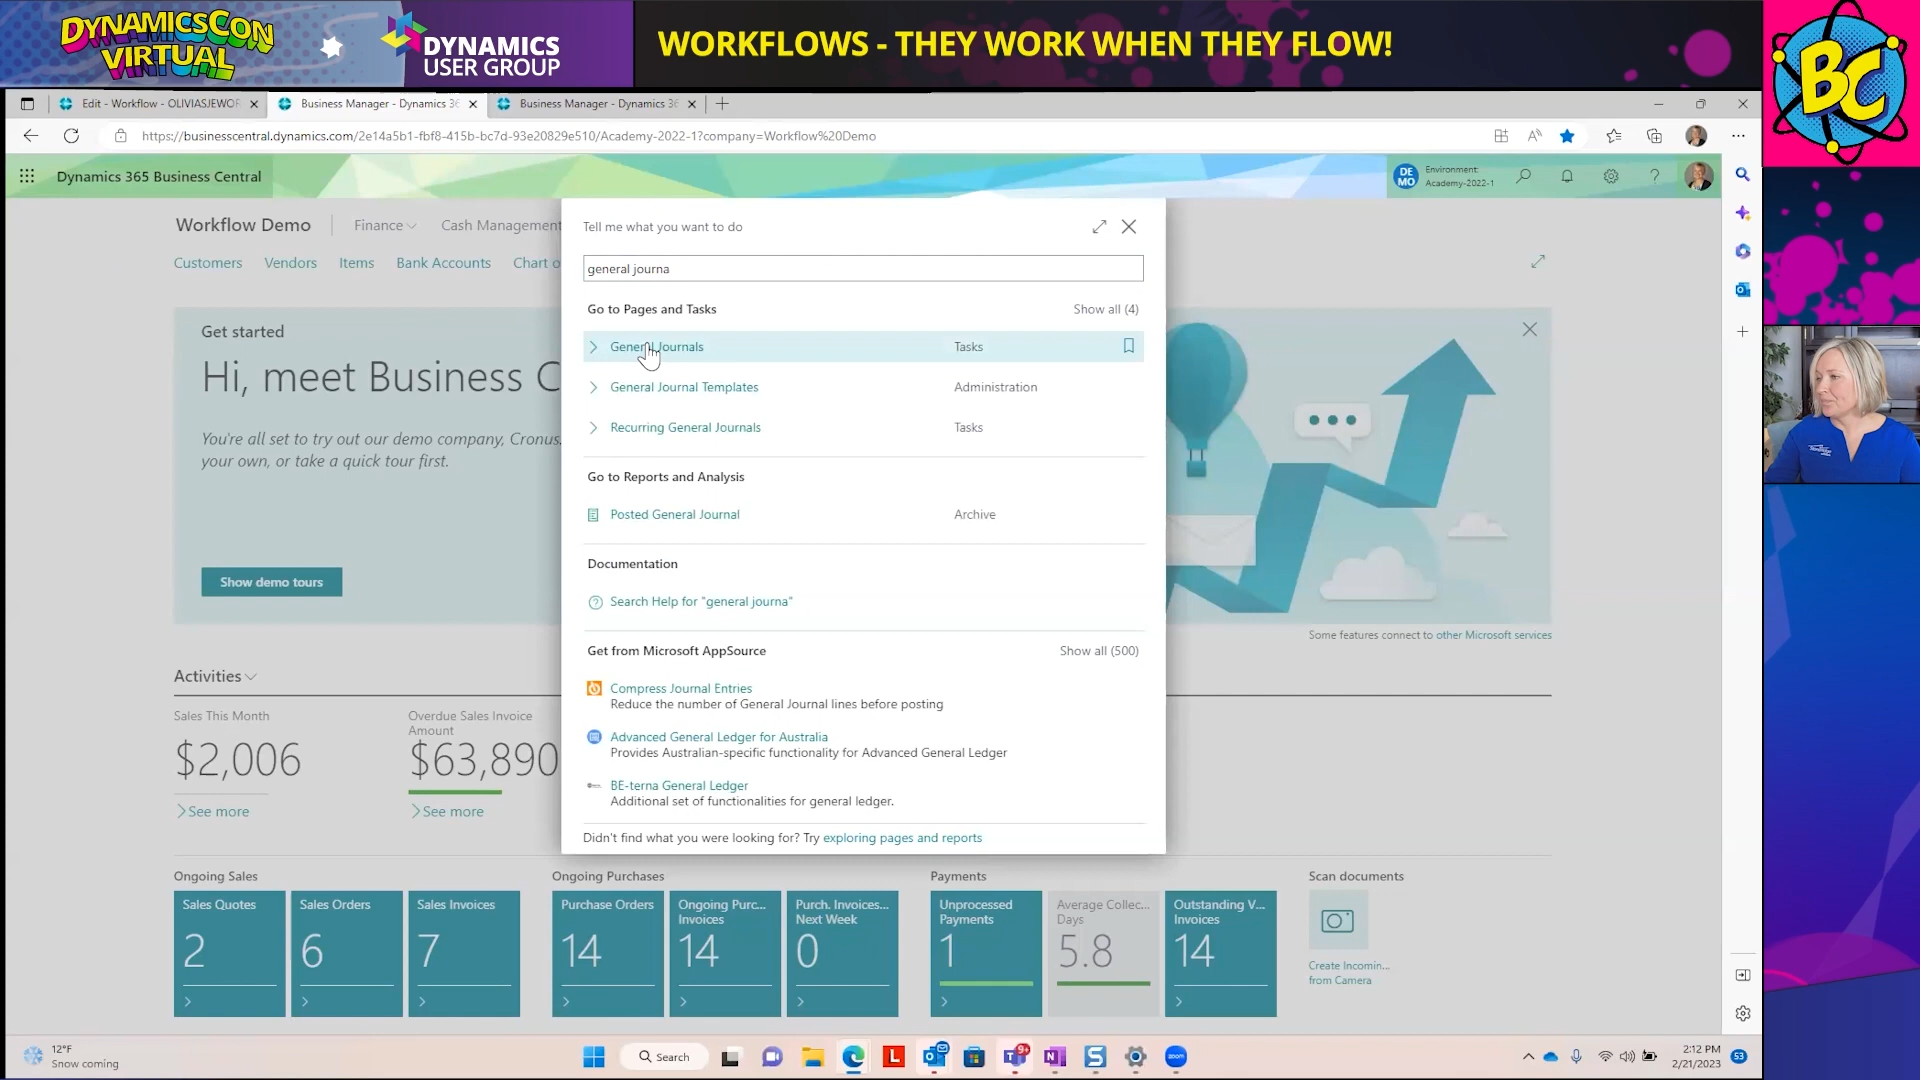 DYNAMICSCON
VIRTUAL
DYNAMICS
USER GROUP
WORKFLOWS - THEY WORK WHEN THEY FLOW!
BC
Edit - Workflow - OLIVIASJEWOR
Business Manager - Dynamics 36
Business Manager - Dynamics 36
https://businesscentral.dynamics.com/2e14a5b1-fbf8-415b-bc7d-93e20829e510/Academy-2022-1?company=Workflow%20Demo
Dynamics 365 Business Central
DE
MO
Environment:
Academy-2022-1
Workflow Demo
Finance
Cash Management
Customers
Vendors
Items
Bank Accounts
Chart o
Tell me what you want to do
general journa
Go to Pages and Tasks
Show all (4)
General Journals
Tasks
General Journal Templates
Administration
Recurring General Journals
Tasks
Go to Reports and Analysis
Posted General Journal
Archive
Documentation
Search Help for "general journa"
Get from Microsoft AppSource
Show all (500)
Compress Journal Entries
Reduce the number of General Journal lines before posting
Advanced General Ledger for Australia
Provides Australian-specific functionality for Advanced General Ledger
BE-terna General Ledger
Additional set of functionalities for general ledger.
Didn't find what you were looking for? Try exploring pages and reports
Get started
Hi, meet Business C
You're all set to try out our demo company, Cronus.
your own, or take a quick tour first.
Show demo tours
Some features connect to other Microsoft services
Activities
Sales This Month
$2,006
See more
Overdue Sales Invoice
Amount
$63,890
See more
Ongoing Sales
Ongoing Purchases
Payments
Scan documents
Sales Quotes
2
Sales Orders
6
Sales Invoices
7
Purchase Orders
14
Ongoing Purc...
Invoices
14
Purch. Invoices...
Next Week
0
Unprocessed
Payments
1
Average Collec...
Days
5.8
Outstanding V...
Invoices
14
Create Incomin...
from Camera
12°F
Snow coming
Search
L
9+
N
S
zoom
2:12 PM
2/21/2023
53